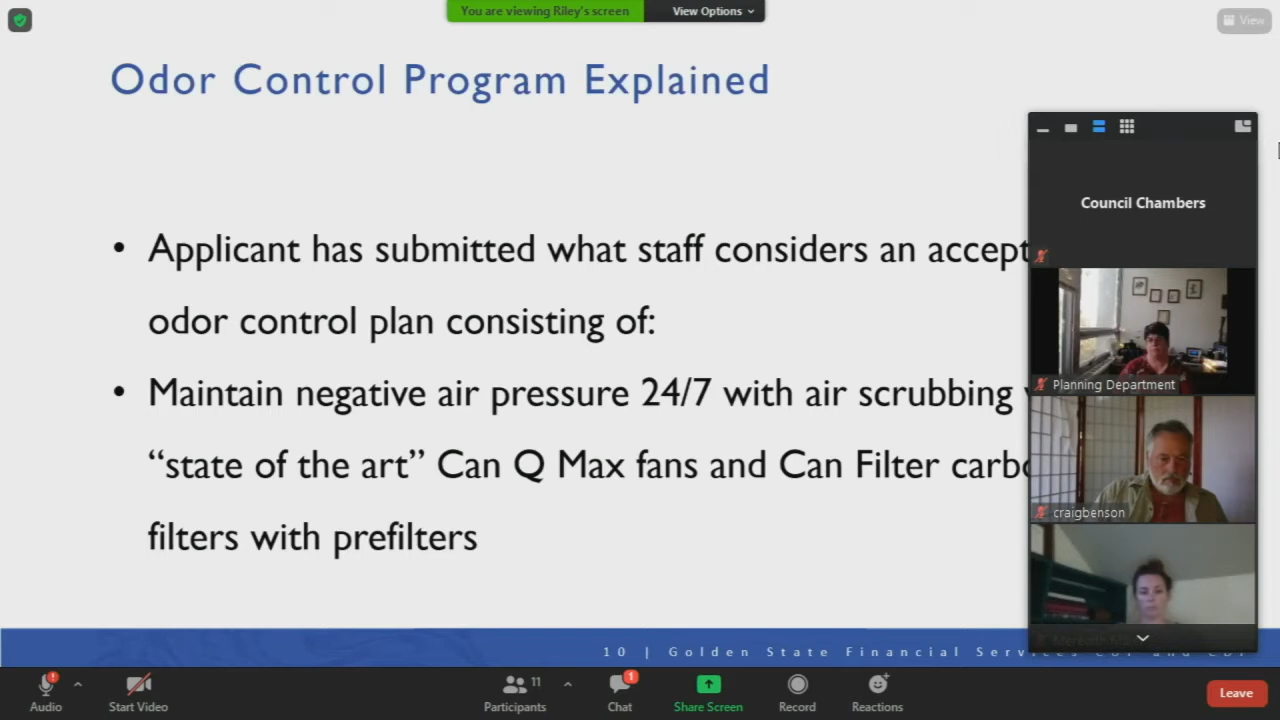 You are viewing Riley's screen
View Options
View
Odor Control Program Explained
Applicant has submitted what staff considers an accept
odor control plan consisting of:
Maintain negative air pressure 24/7 with air scrubbing
“state of the art” Can Q Max fans and Can Filter carbo
filters with prefilters
Council Chambers
Planning Department
craigbenson
10 | Golden State Financial Services
Audio
Start Video
Participants
11
Chat
1
Share Screen
Record
Reactions
Leave